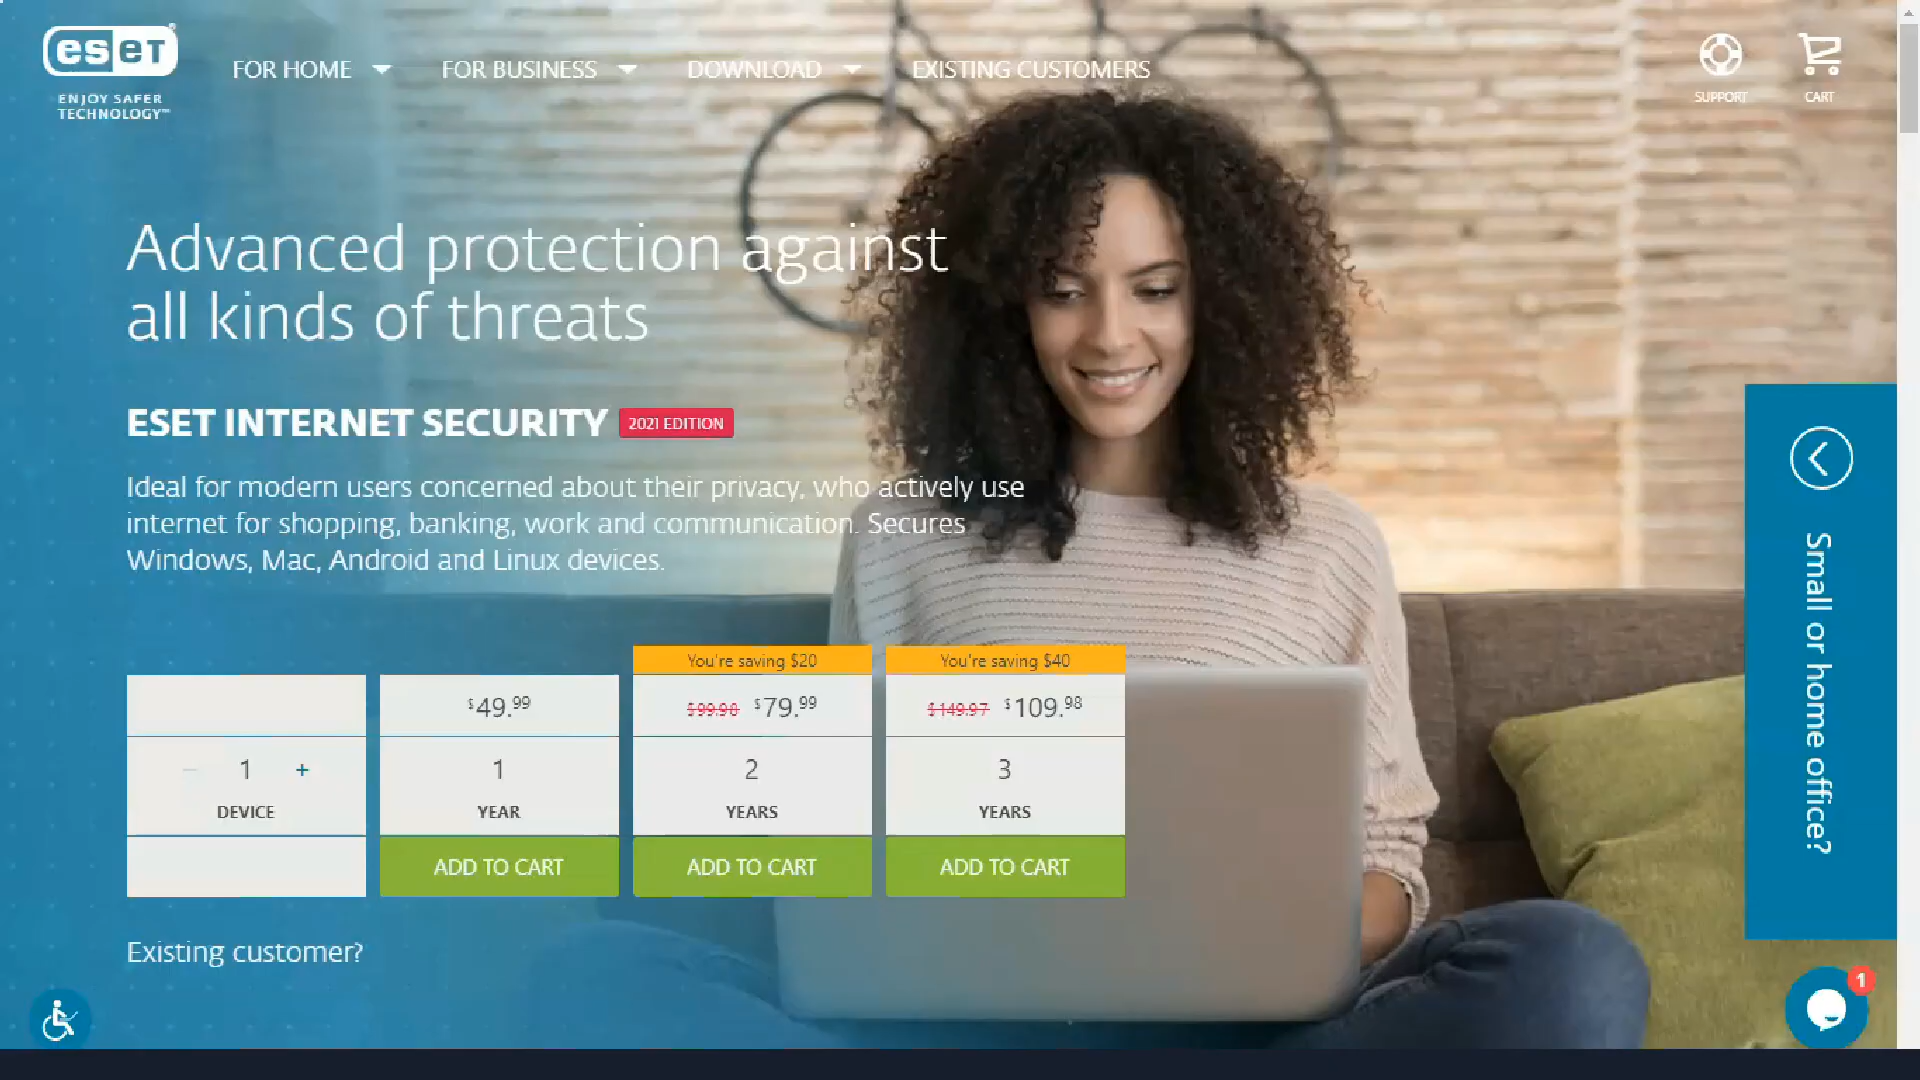 eseT
ENJOY SAFER
TECHNOLOGY™
FOR HOME
FOR BUSINESS
DOWNLOAD
EXISTING CUSTOMERS
SUPPORT
CART
Advanced protection against
all kinds of threats
ESET INTERNET SECURITY 2021 EDITION
Ideal for modern users concerned about their privacy, who actively use
internet for shopping, banking, work and communication. Secures
Windows, Mac, Android and Linux devices.
You're saving $20
You're saving $40
$49.99
$99.98 $79.99
$149.97 $109.98
− 1 +
1
2
3
DEVICE
YEAR
YEARS
YEARS
ADD TO CART
ADD TO CART
ADD TO CART
Existing customer?
Small or home office?
1